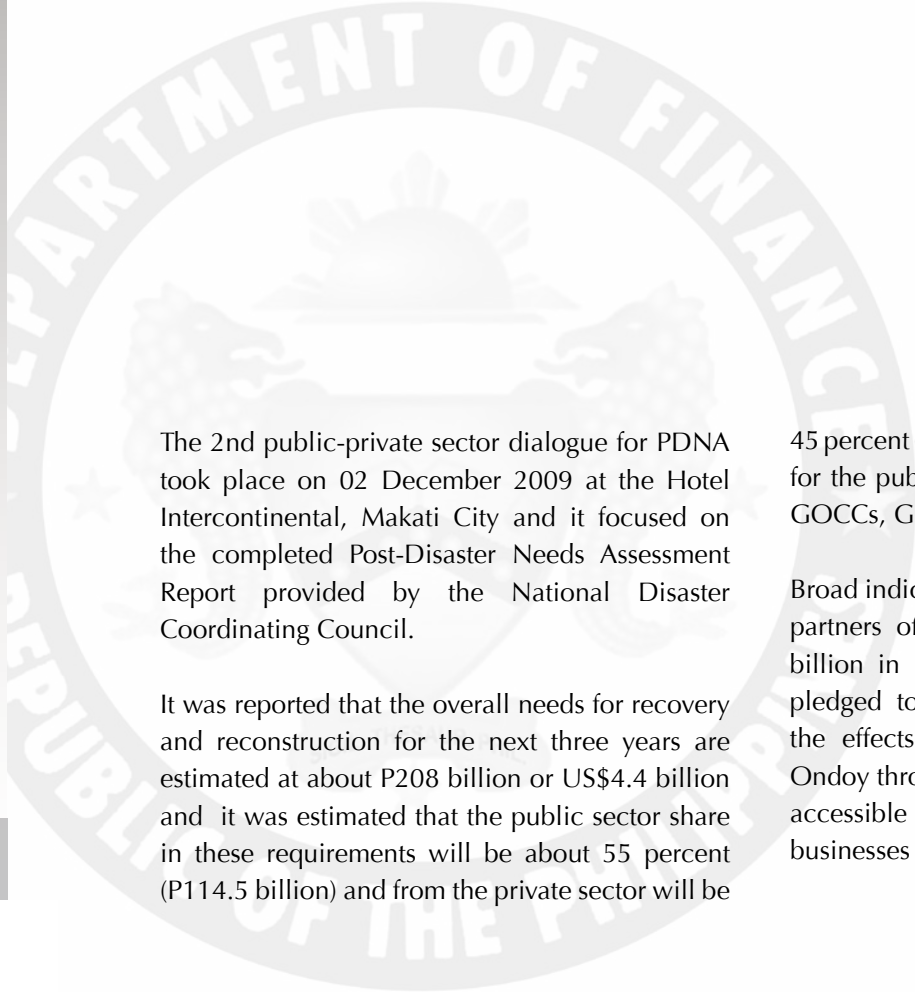 DEPARTMENT OF FINANCE
REPUBLIC OF THE PHILIPPINES
The 2nd public-private sector dialogue for PDNA
took place on 02 December 2009 at the Hotel
Intercontinental, Makati City and it focused on
the completed Post-Disaster Needs Assessment
Report provided by the National Disaster
Coordinating Council.
It was reported that the overall needs for recovery
and reconstruction for the next three years are
estimated at about P208 billion or US$4.4 billion
and it was estimated that the public sector share
in these requirements will be about 55 percent
(P114.5 billion) and from the private sector will be
45 percent
for the pub
GOCCs, G
Broad indic
partners of
billion in
pledged to
the effects
Ondoy thro
accessible
businesses